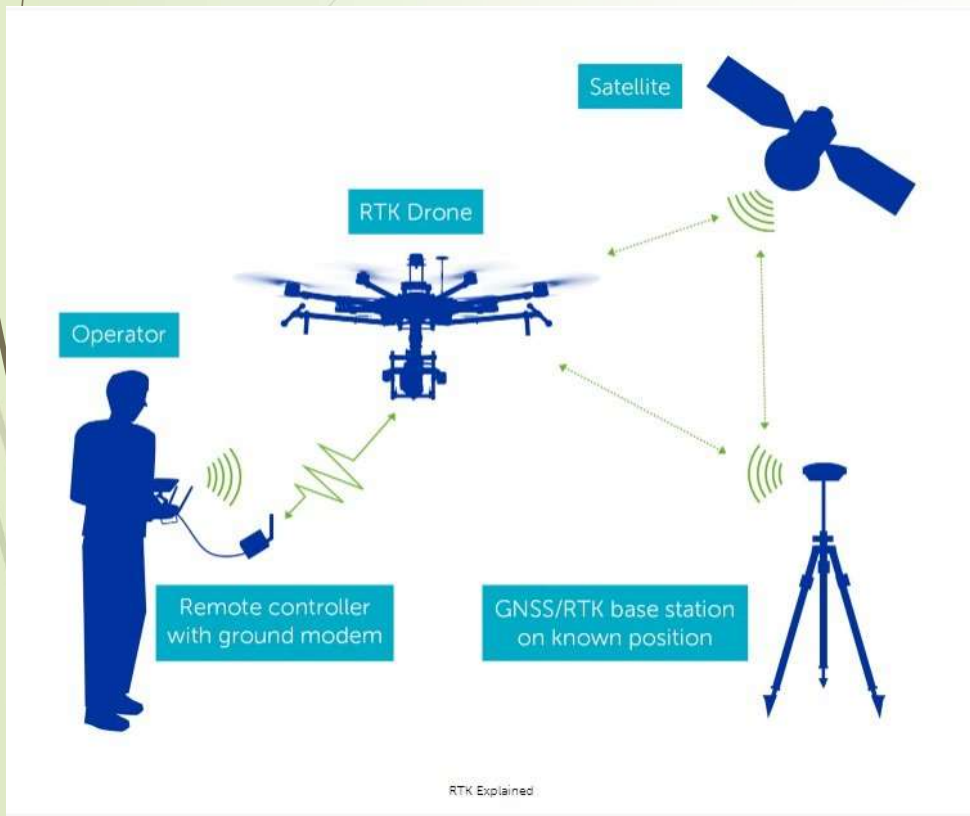 Satellite
RTK Drone
Operator
Remote controller
with ground modem
GNSS/RTK base station
on known position
RTK Explained